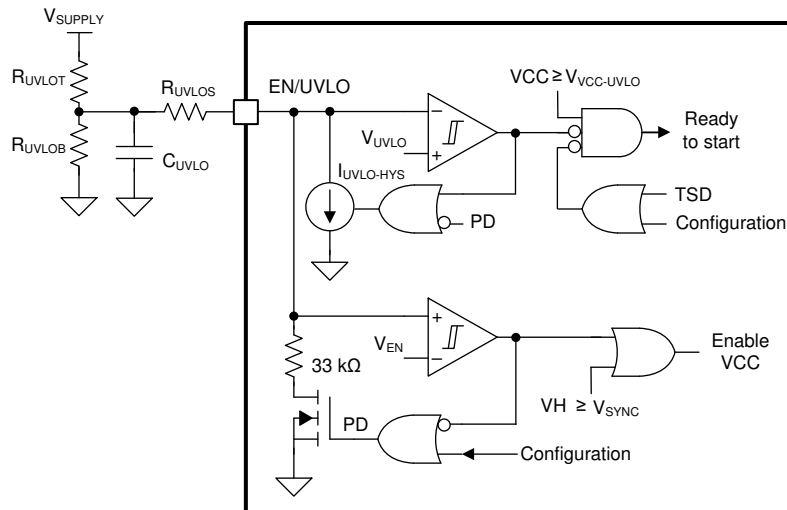 VSUPPLY
RUVLOT
RUVLOS
EN/UVLO
RUVLOB
CUVLO
VUVLO
−
+
IUVLO-HYS
PD
VCC ≥ VVCC-UVLO
Ready
to start
TSD
Configuration
+
VEN
−
33 kΩ
PD
Configuration
VH ≥ VSYNC
Enable
VCC